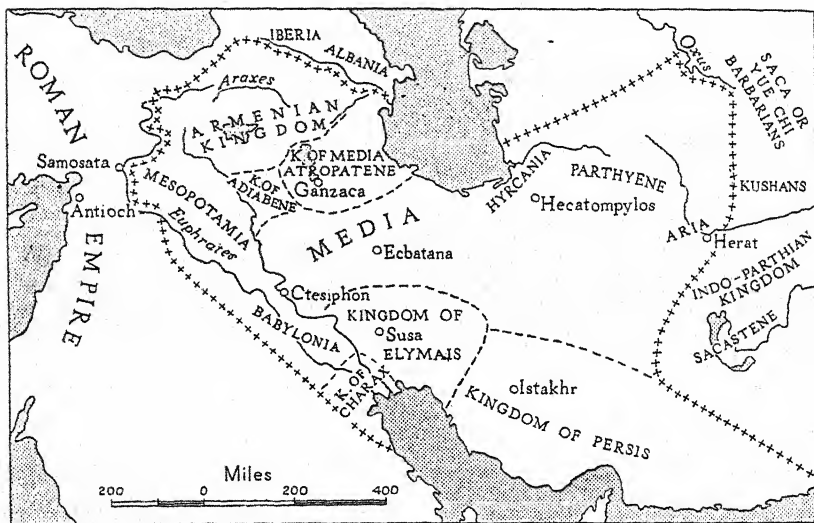 IBERIA
ALBANIA
ROMAN
EMPIRE
Araxes
ARMENIAN
KINGDOM
Samosata
Antioch
K. OF MEDIA
ATROPATENE
Ganzaca
K. OF
ADIABENE
MESOPOTAMIA
Euphrates
MEDIA
Ecbatana
Ctesiphon
BABYLONIA
KINGDOM OF
Susa
ELYMAIS
K. OF
CHARAX
Istakhr
KINGDOM OF PERSIS
HYRCANIA
PARTHYENE
Hecatompylos
Oxus
SACA OR
YUE CHI
BARBARIANS
KUSHANS
ARIA
Herat
INDO-PARTHIAN
KINGDOM
SACASTENE
Miles
200 0 200 400